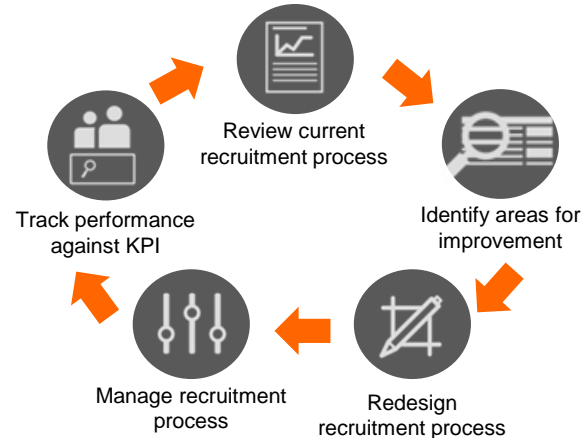 Review current
recruitment process
Identify areas for
improvement
Redesign
recruitment process
Manage recruitment
process
Track performance
against KPI